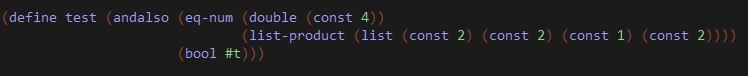 (define test (andalso (eq-num (double (const 4))
(list-product (list (const 2) (const 2) (const 1) (const 2))))
(bool #t)))